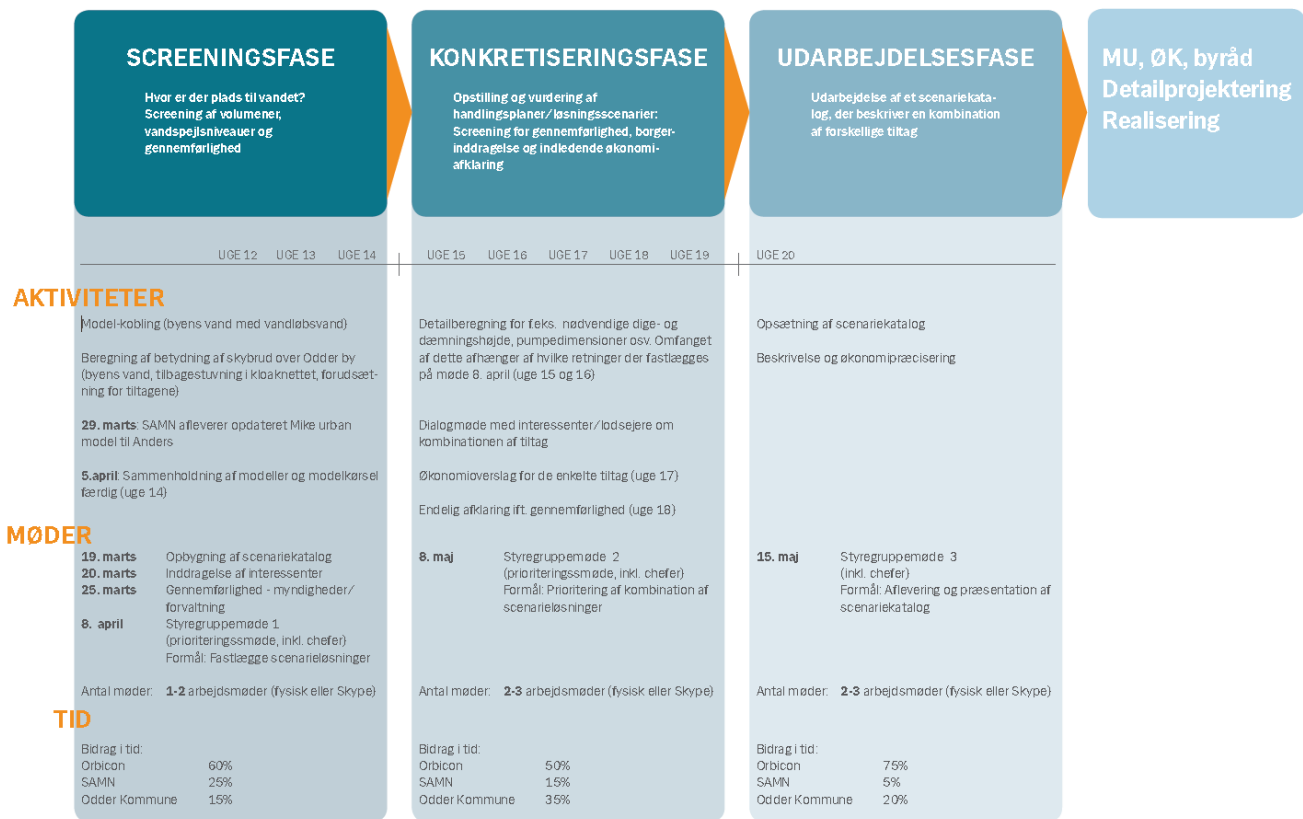 SCREENINGSFASE
Hvor er der plads til vandet?
Screening af volumener,
vandspejlsniveauer og
gennemførlighed
KONKRETISERINGSFASE
Opstilling og vurdering af
handlingsplaner/løsningsscenarier:
Screening for gennemførlighed, borger-
inddragelse og indledende økonomi-
afklaring
UDARBEJDELSESFASE
Udarbejdelse af et scenariekata-
log, der beskriver en kombination
af forskellige tiltag
MU, ØK, byråd
Detailprojektering
Realisering
UGE 12 UGE 13 UGE 14 UGE 15 UGE 16 UGE 17 UGE 18 UGE 19 UGE 20
AKTIVITETER
Model-kobling (byens vand med vandløbsvand)
Beregning af betydning af skybrud over Odder by
(byens vand, tilbagestuvning i kloaknettet, forudsæt-
ning for tiltagene)
29. marts: SAMN afleverer opdateret Mike urban
model til Anders
5.april: Sammenholdning af modeller og modelkørsel
færdig (uge 14)
Detailberegning for f.eks. nødvendige dige- og
dæmningshøjde, pumpedimensioner osv. Omfanget
af dette afhænger af hvilke retninger der fastlægges
på møde 8. april (uge 15 og 16)
Dialogmøde med interessenter/lodsejere om
kombinationen af tiltag
Økonomioverslag for de enkelte tiltag (uge 17)
Endelig afklaring ift. gennemførlighed (uge 18)
Opsætning af scenariekatalog
Beskrivelse og økonomipræcisering
MØDER
19. marts Opbygning af scenariekatalog
20. marts Inddragelse af interessenter
25. marts Gennemførlighed - myndigheder/
forvaltning
8. april Styregruppemøde 1
(prioriteringssmøde, inkl. chefer)
Formål: Fastlægge scenarieløsninger
Antal møder: 1-2 arbejdsmøder (fysisk eller Skype)
8. maj Styregruppemøde 2
(prioriteringssmøde, inkl. chefer)
Formål: Prioritering af kombination af
scenarieløsninger
Antal møder: 2-3 arbejdsmøder (fysisk eller Skype)
15. maj Styregruppemøde 3
(inkl. chefer)
Formål: Aflevering og præsentation af
scenariekatalog
Antal møder: 2-3 arbejdsmøder (fysisk eller Skype)
TID
Bidrag i tid:
Orbicon 60%
SAMN 25%
Odder Kommune 15%
Bidrag i tid:
Orbicon 50%
SAMN 15%
Odder Kommune 35%
Bidrag i tid:
Orbicon 75%
SAMN 5%
Odder Kommune 20%